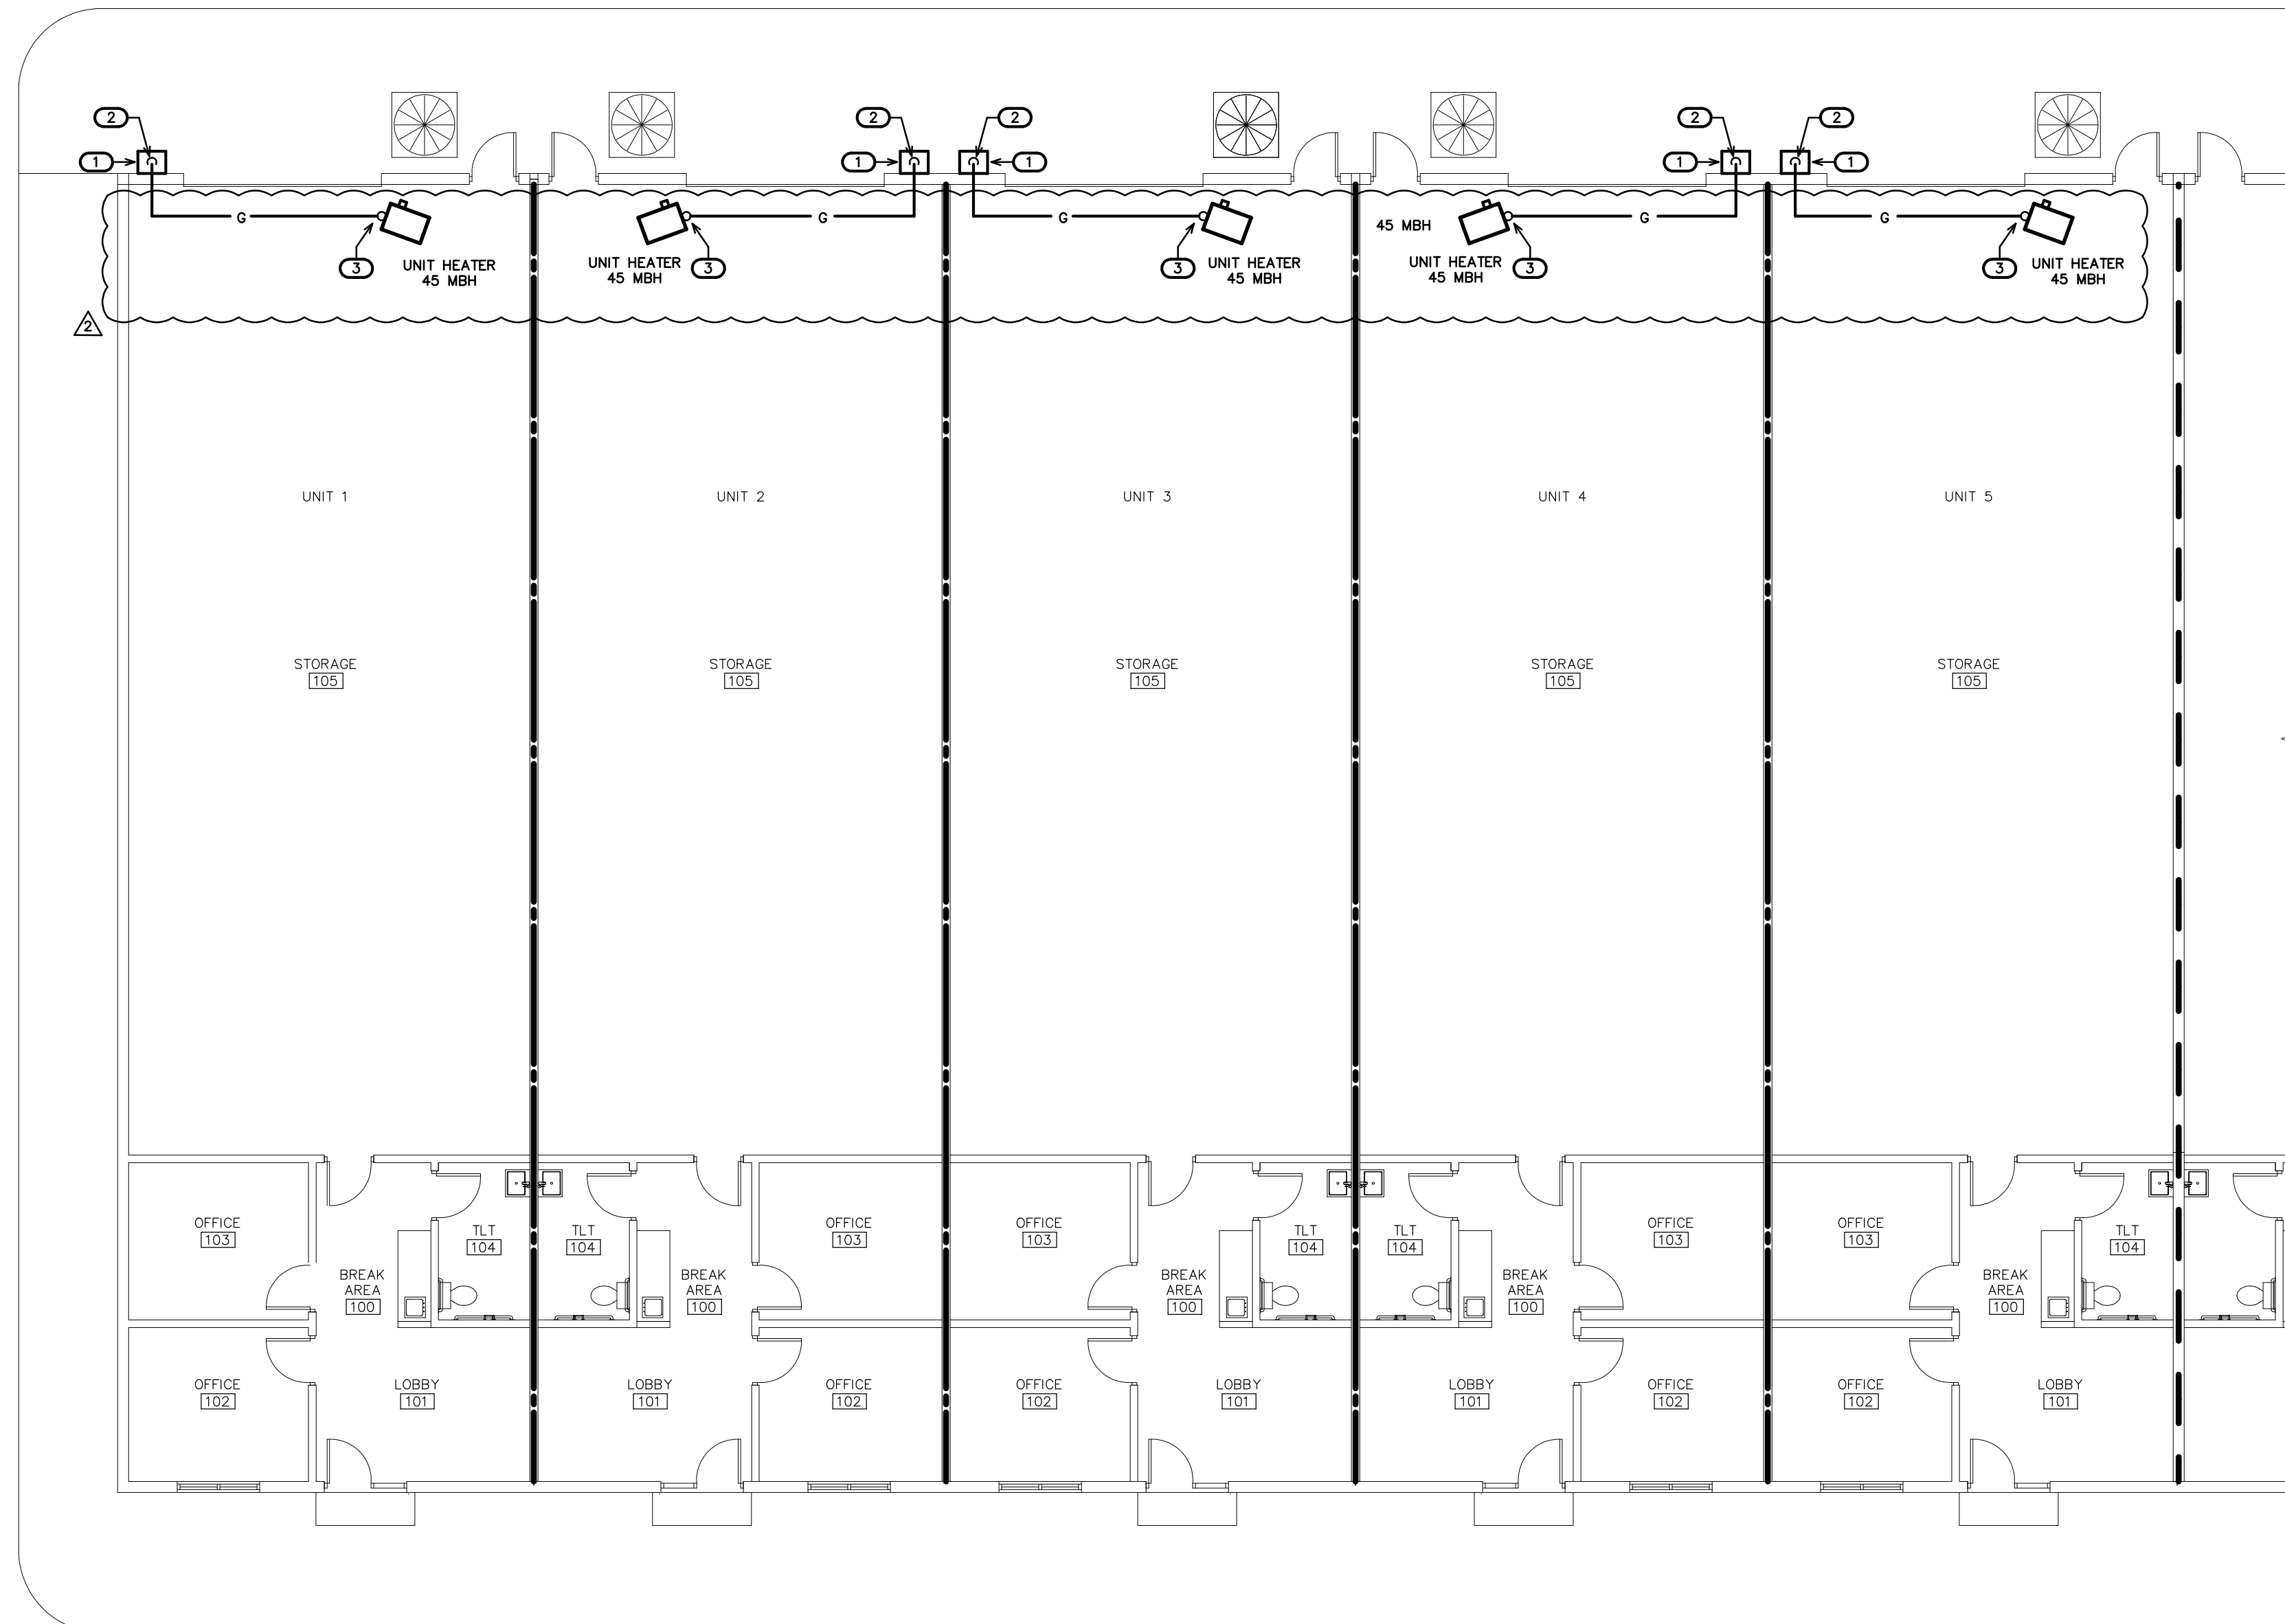 2 2 2 2 2
1 1 1 1 1
G G G G G
45 MBH
3 3 3 3 3
UNIT HEATER
45 MBH
UNIT HEATER
45 MBH
UNIT HEATER
45 MBH
UNIT HEATER
45 MBH
UNIT HEATER
45 MBH
2
UNIT 1
UNIT 2
UNIT 3
UNIT 4
UNIT 5
STORAGE
105
STORAGE
105
STORAGE
105
STORAGE
105
STORAGE
105
OFFICE
103
BREAK
AREA
100
TLT
104
TLT
104
BREAK
AREA
100
OFFICE
103
OFFICE
103
BREAK
AREA
100
TLT
104
TLT
104
BREAK
AREA
100
OFFICE
103
OFFICE
103
BREAK
AREA
100
TLT
104
OFFICE
102
LOBBY
101
LOBBY
101
OFFICE
102
OFFICE
102
LOBBY
101
LOBBY
101
OFFICE
102
OFFICE
102
LOBBY
101